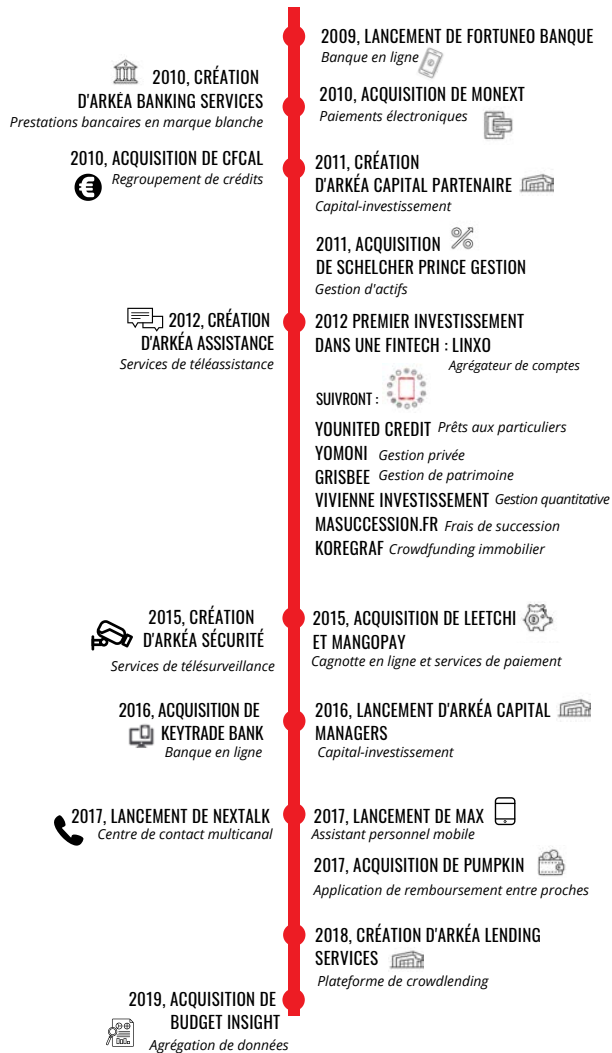 2009, LANCEMENT DE FORTUNEO BANQUE
Banque en ligne
2010, CRÉATION
D'ARKÉA BANKING SERVICES
Prestations bancaires en marque blanche
2010, ACQUISITION DE MONEXT
Paiements électroniques
2010, ACQUISITION DE CFCAL
Regroupement de crédits
2011, CRÉATION
D'ARKÉA CAPITAL PARTENAIRE
Capital-investissement
2011, ACQUISITION
DE SCHELCHER PRINCE GESTION
Gestion d'actifs
2012, CRÉATION
D'ARKÉA ASSISTANCE
Services de téléassistance
2012 PREMIER INVESTISSEMENT
DANS UNE FINTECH : LINXO
Agrégateur de comptes
SUIVRONT :
YOUNITED CREDIT Prêts aux particuliers
YOMONI Gestion privée
GRISBEE Gestion de patrimoine
VIVIENNE INVESTISSEMENT Gestion quantitative
MASUCCESSION.FR Frais de succession
KOREGRAF Crowdfunding immobilier
2015, CRÉATION
D'ARKÉA SÉCURITÉ
Services de télésurveillance
2015, ACQUISITION DE LEETCHI
ET MANGOPAY
Cagnotte en ligne et services de paiement
2016, ACQUISITION DE
KEYTRADE BANK
Banque en ligne
2016, LANCEMENT D'ARKÉA CAPITAL
MANAGERS
Capital-investissement
2017, LANCEMENT DE NEXTALK
Centre de contact multicanal
2017, LANCEMENT DE MAX
Assistant personnel mobile
2017, ACQUISITION DE PUMPKIN
Application de remboursement entre proches
2018, CRÉATION D'ARKÉA LENDING
SERVICES
Plateforme de crowdlending
2019, ACQUISITION DE
BUDGET INSIGHT
Agrégation de données